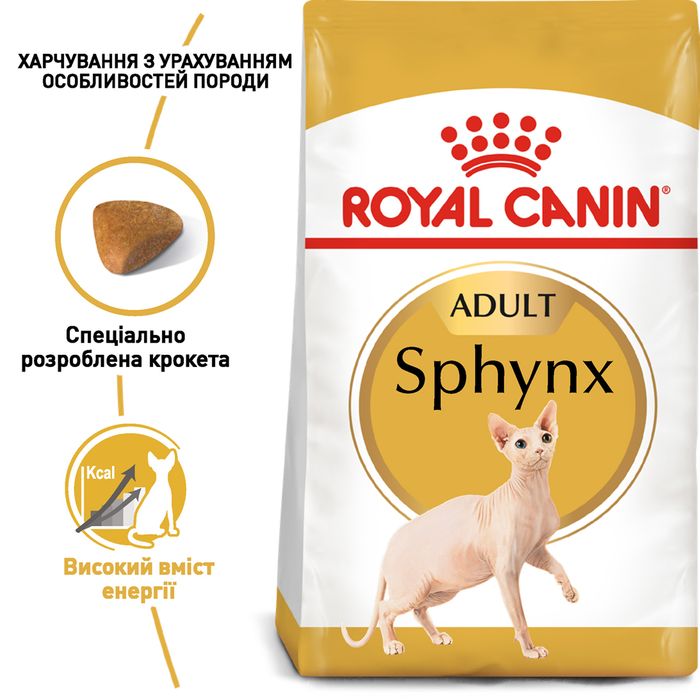 ХАРЧУВАННЯ З УРАХУВАННЯМ
ОСОБЛИВОСТЕЙ ПОРОДИ
Спеціально
розроблена крокета
Kcal
Високий вміст
енергії
ROYAL CANIN®
ADULT
Sphynx